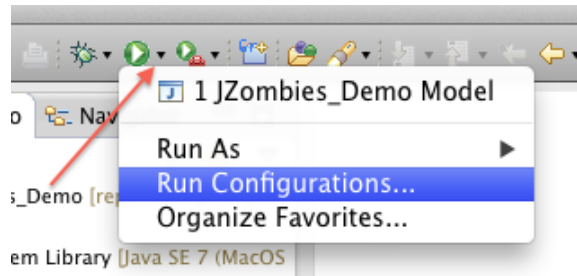 1 JZombies_Demo Model
o Nav
Run As
Run Configurations...
s_Demo [re
Organize Favorites...
em Library [Java SE 7 (MacOS